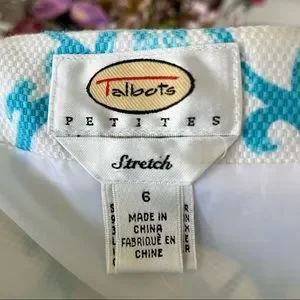 Talbots
PETITES
Stretch
6
MADE IN
CHINA
FABRIQUÉ EN
CHINE